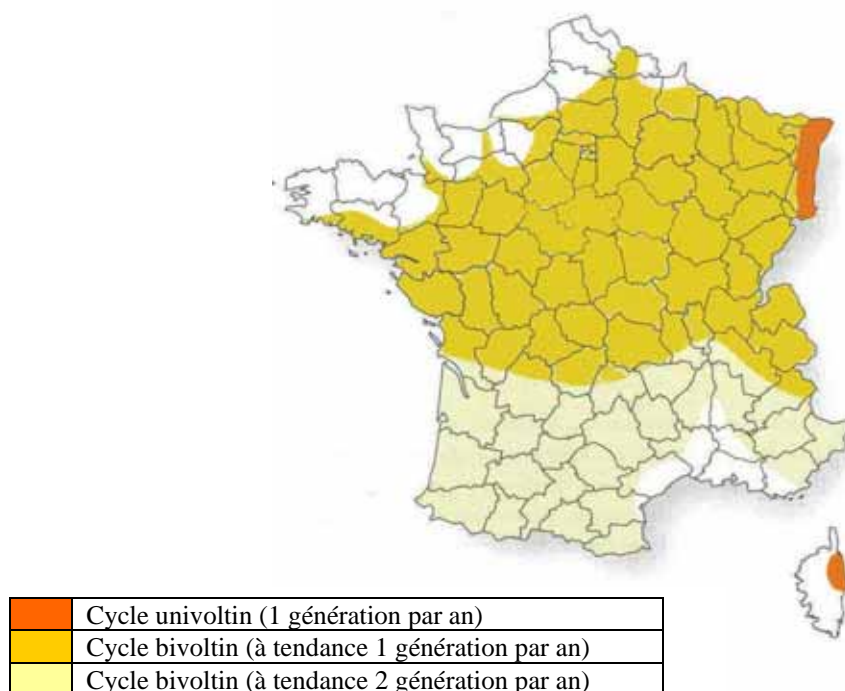 Cycle univoltin (1 génération par an)
Cycle bivoltin (à tendance 1 génération par an)
Cycle bivoltin (à tendance 2 génération par an)